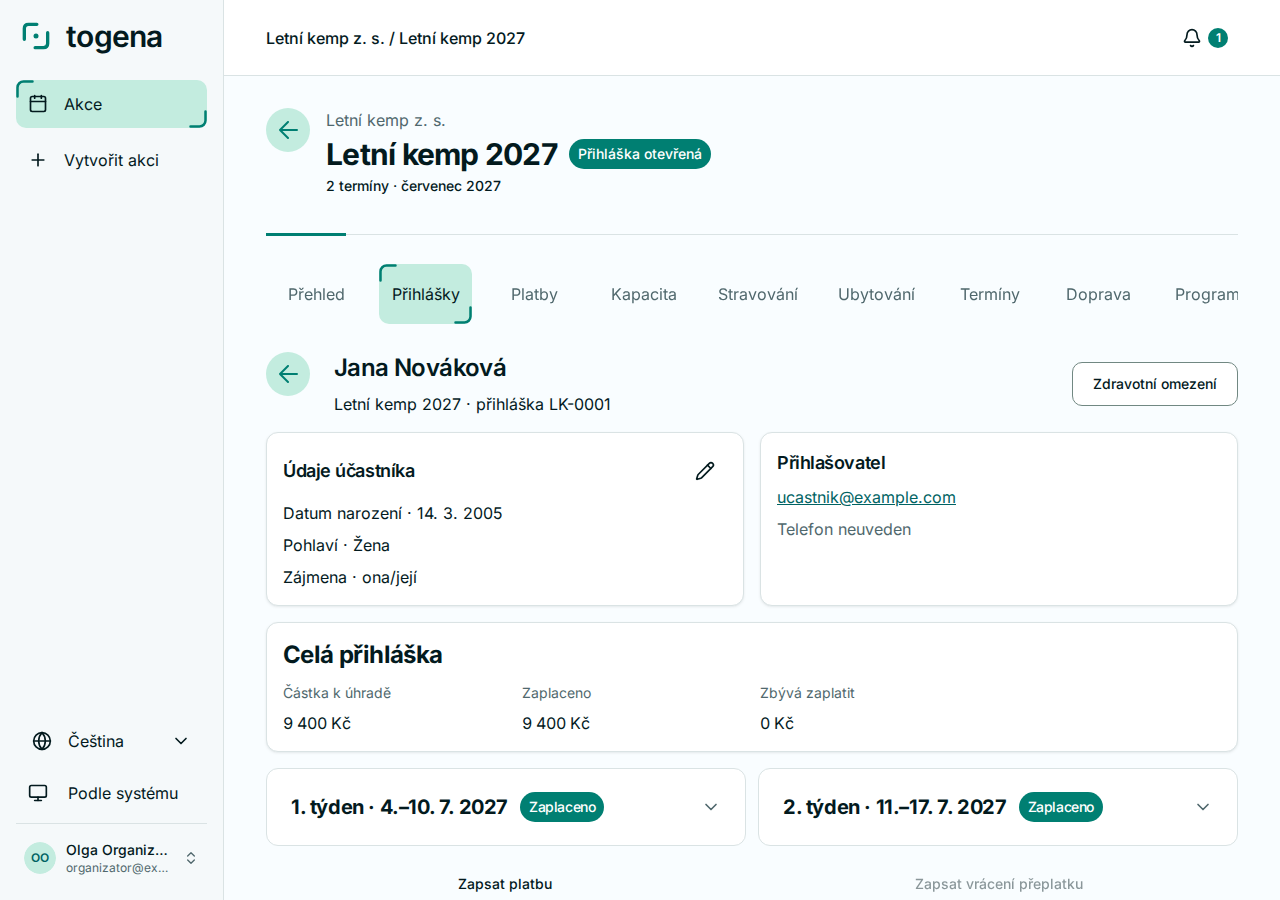 togena
Letní kemp z. s. / Letní kemp 2027
1
Akce
Vytvořit akci
Letní kemp z. s.
Letní kemp 2027
Přihláška otevřená
2 termíny · červenec 2027
Přehled
Přihlášky
Platby
Kapacita
Stravování
Ubytování
Termíny
Doprava
Program
Jana Nováková
Letní kemp 2027 · přihláška LK-0001
Zdravotní omezení
Údaje účastníka
Datum narození · 14. 3. 2005
Pohlaví · Žena
Zájmena · ona/její
Přihlašovatel
ucastnik@example.com
Telefon neuveden
Celá přihláška
Částka k úhradě
9 400 Kč
Zaplaceno
9 400 Kč
Zbývá zaplatit
0 Kč
1. týden · 4.–10. 7. 2027
Zaplaceno
2. týden · 11.–17. 7. 2027
Zaplaceno
Zapsat platbu
Zapsat vrácení přeplatku
Čeština
Podle systému
OO
Olga Organiz...
organizator@ex...